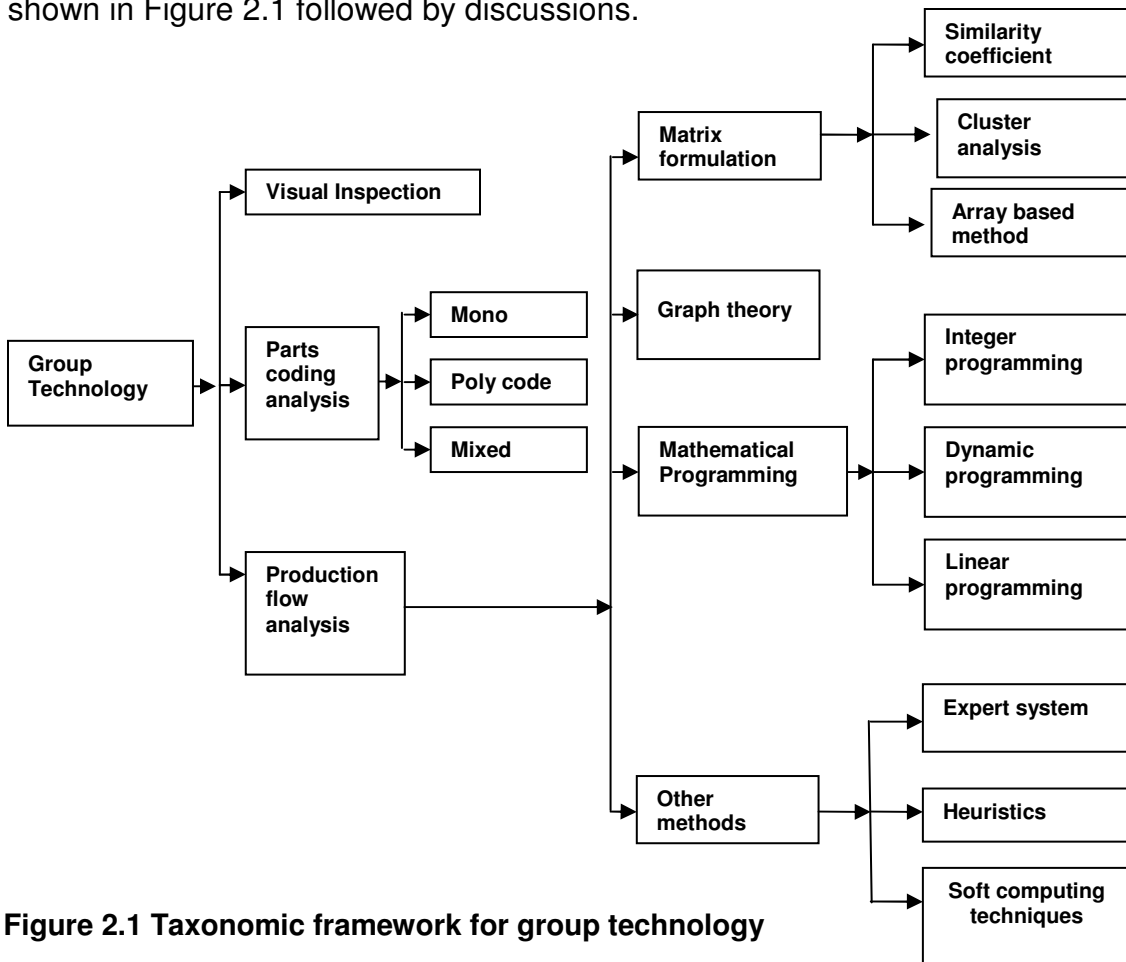 shown in Figure 2.1 followed by discussions.
Group
Technology
Visual Inspection
Parts
coding
analysis
Mono
Poly code
Mixed
Production
flow
analysis
Matrix
formulation
Similarity
coefficient
Cluster
analysis
Array based
method
Graph theory
Mathematical
Programming
Integer
programming
Dynamic
programming
Linear
programming
Other
methods
Expert system
Heuristics
Soft computing
techniques
Figure 2.1 Taxonomic framework for group technology